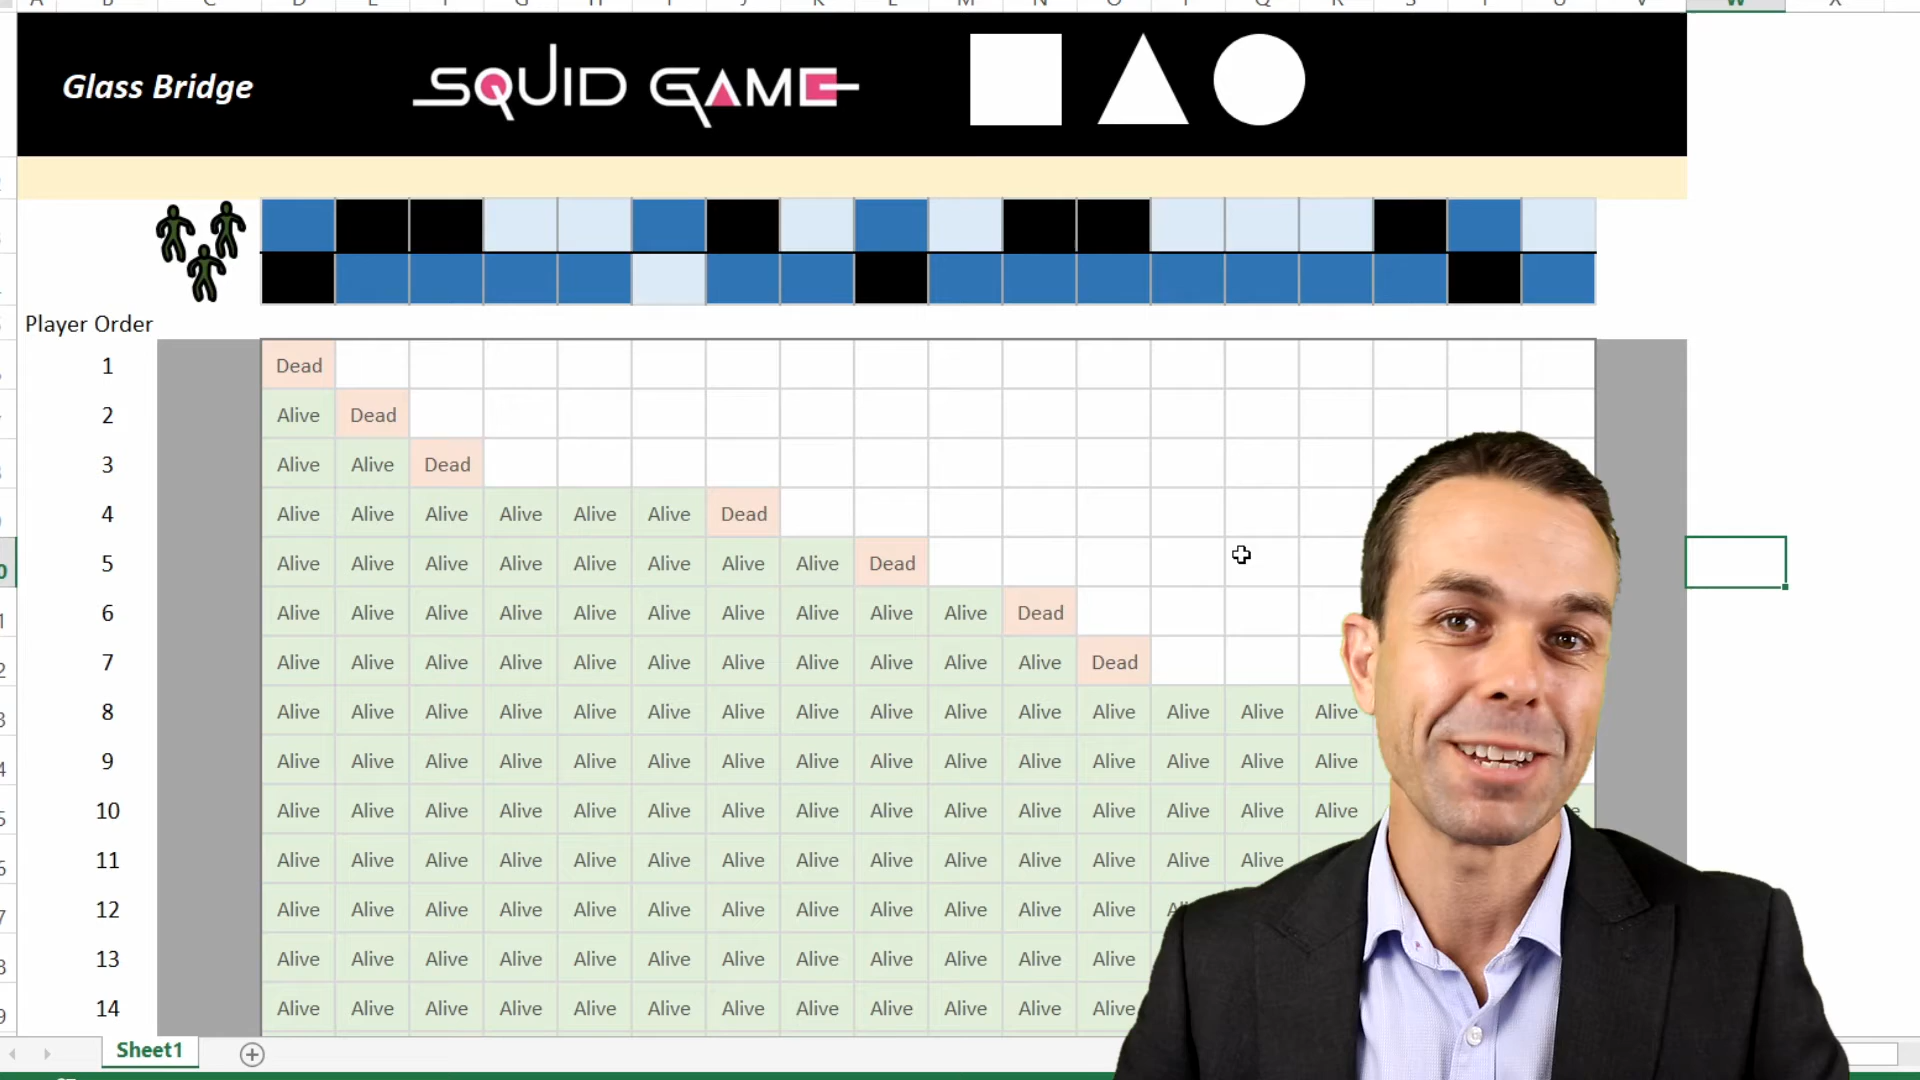 Glass Bridge
SQUID GAME
Player Order
1 Dead
2 Alive Dead
3 Alive Alive Dead
4 Alive Alive Alive Alive Alive Alive Dead
5 Alive Alive Alive Alive Alive Alive Alive Alive Dead
6 Alive Alive Alive Alive Alive Alive Alive Alive Alive Alive Dead
7 Alive Alive Alive Alive Alive Alive Alive Alive Alive Alive Alive Dead
8 Alive Alive Alive Alive Alive Alive Alive Alive Alive Alive Alive Alive Alive Alive Alive
9 Alive Alive Alive Alive Alive Alive Alive Alive Alive Alive Alive Alive Alive Alive Alive
10 Alive Alive Alive Alive Alive Alive Alive Alive Alive Alive Alive Alive Alive Alive Alive
11 Alive Alive Alive Alive Alive Alive Alive Alive Alive Alive Alive Alive Alive Alive
12 Alive Alive Alive Alive Alive Alive Alive Alive Alive Alive Alive Alive
13 Alive Alive Alive Alive Alive Alive Alive Alive Alive Alive Alive Alive
14 Alive Alive Alive Alive Alive Alive Alive Alive Alive Alive Alive Alive
Sheet1